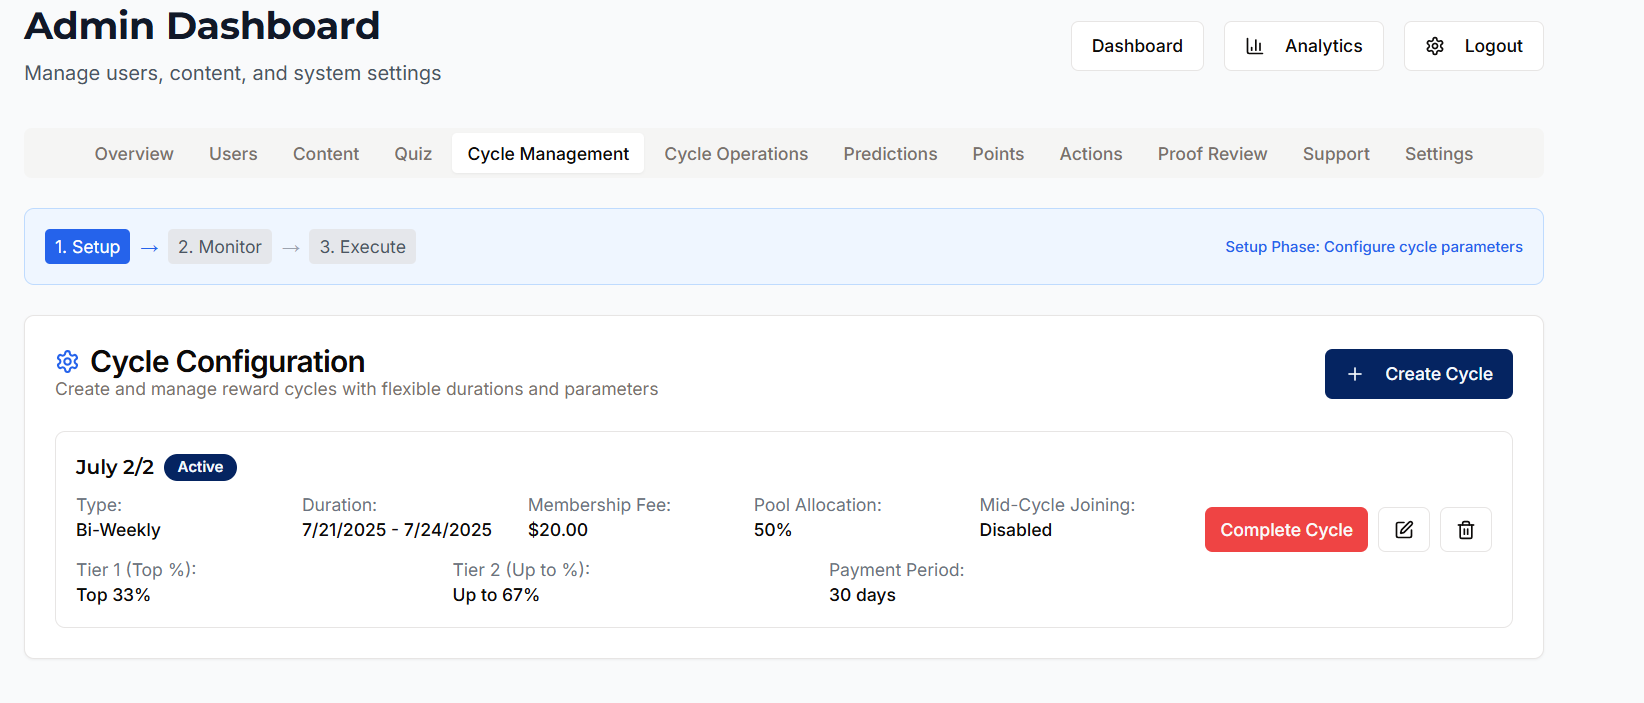 Admin Dashboard
Manage users, content, and system settings
Dashboard
Analytics
Logout
Overview Users Content Quiz Cycle Management Cycle Operations Predictions Points Actions Proof Review Support Settings
1. Setup → 2. Monitor → 3. Execute
Setup Phase: Configure cycle parameters
Cycle Configuration
Create and manage reward cycles with flexible durations and parameters
+ Create Cycle
July 2/2 Active
Type: Duration: Membership Fee: Pool Allocation: Mid-Cycle Joining:
Bi-Weekly 7/21/2025 - 7/24/2025 $20.00 50% Disabled
Complete Cycle
Tier 1 (Top %): Tier 2 (Up to %): Payment Period:
Top 33% Up to 67% 30 days